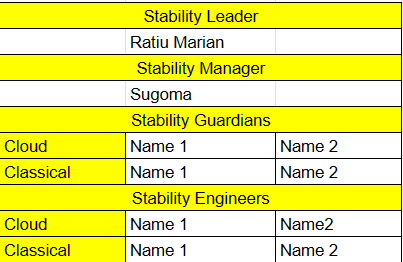 Stability Leader
Ratiu Marian
Stability Manager
Sugoma
Stability Guardians
Cloud Name 1 Name 2
Classical Name 1 Name 2
Stability Engineers
Cloud Name 1 Name2
Classical Name 1 Name 2